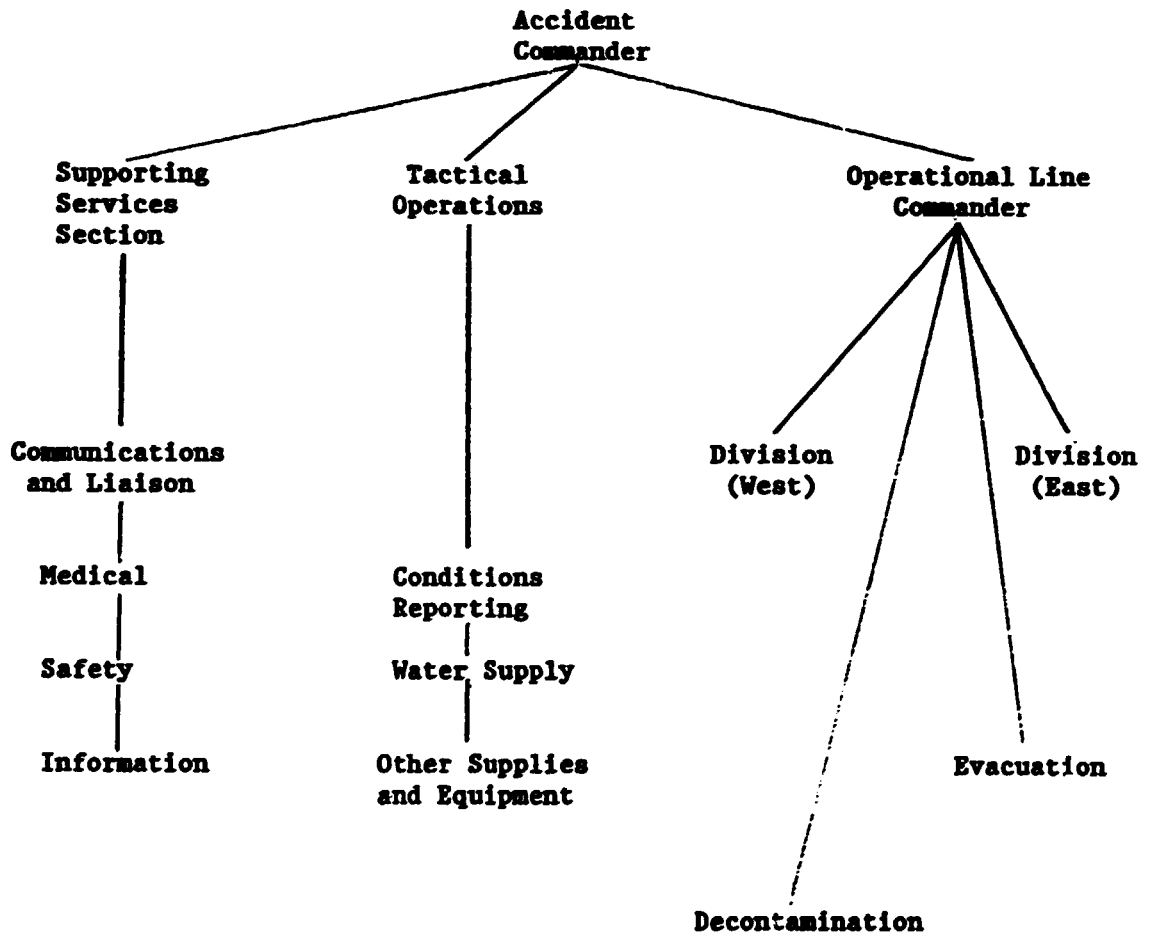 Accident
Commander
Supporting
Services
Section
Tactical
Operations
Operational Line
Commander
Communications
and Liaison
Medical
Safety
Information
Conditions
Reporting
Water Supply
Other Supplies
and Equipment
Division
(West)
Division
(East)
Evacuation
Decontamination